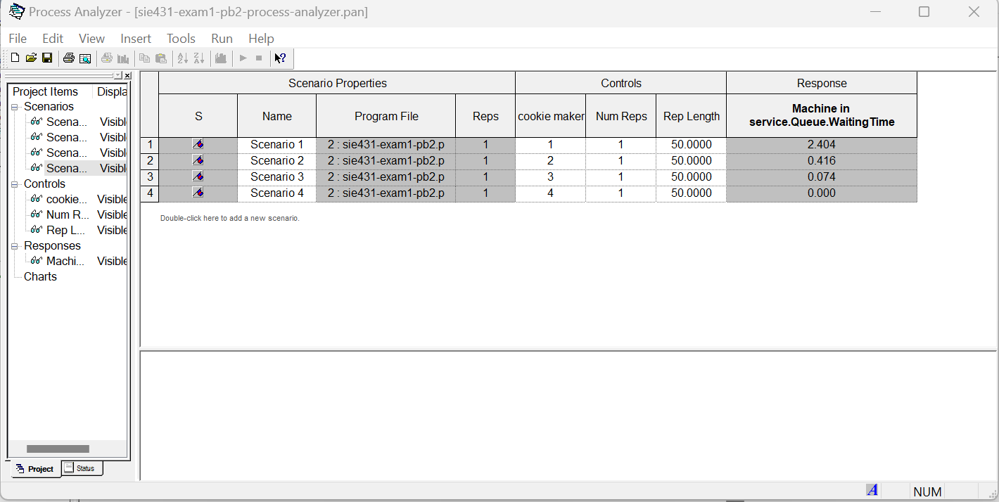 Process Analyzer - [sie431-exam1-pb2-process-analyzer.pan]
File Edit View Insert Tools Run Help
Project Items Displa
Scenarios
Scena... Visibl
Scena... Visibl
Scena... Visibl
Scena... Visibl
Controls
cookie... Visible
Num R... Visible
Rep L... Visible
Responses
Machi... Visible
Charts
Project Status
Scenario Properties Controls Response
S Name Program File Reps cookie maker Num Reps Rep Length Machine in
service.Queue.WaitingTime
1 Scenario 1 2 : sie431-exam1-pb2.p 1 1 1 50.0000 2.404
2 Scenario 2 2 : sie431-exam1-pb2.p 1 2 1 50.0000 0.416
3 Scenario 3 2 : sie431-exam1-pb2.p 1 3 1 50.0000 0.074
4 Scenario 4 2 : sie431-exam1-pb2.p 1 4 1 50.0000 0.000
Double-click here to add a new scenario.
A NUM